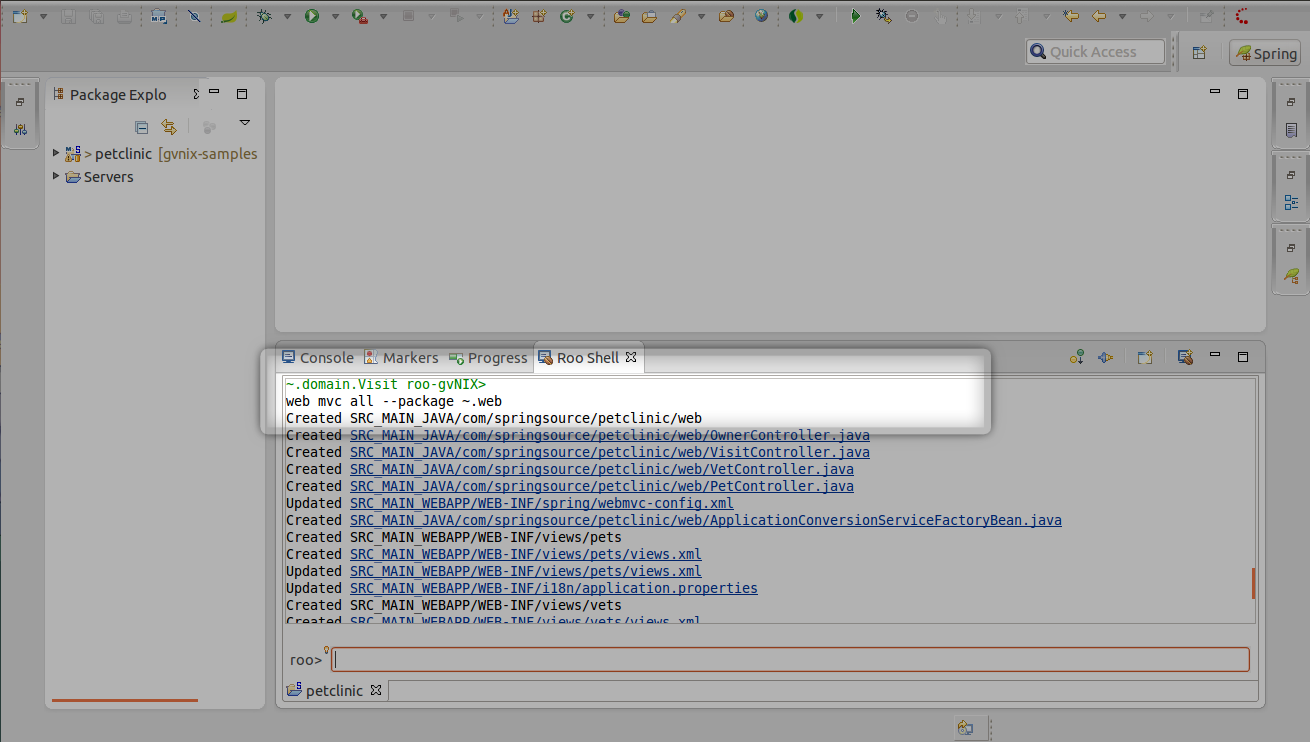 Quick Access
Spring
Package Explo
> petclinic [gvnix-samples
Servers
Console Markers Progress Roo Shell
~.domain.Visit roo-gvNIX>
web mvc all --package ~.web
Created SRC_MAIN_JAVA/com/springsource/petclinic/web
Created SRC_MAIN_JAVA/com/springsource/petclinic/web/OwnerController.java
Created SRC_MAIN_JAVA/com/springsource/petclinic/web/VisitController.java
Created SRC_MAIN_JAVA/com/springsource/petclinic/web/VetController.java
Created SRC_MAIN_JAVA/com/springsource/petclinic/web/PetController.java
Updated SRC_MAIN_WEBAPP/WEB-INF/spring/webmvc-config.xml
Created SRC_MAIN_JAVA/com/springsource/petclinic/web/ApplicationConversionServiceFactoryBean.java
Created SRC_MAIN_WEBAPP/WEB-INF/views/pets
Created SRC_MAIN_WEBAPP/WEB-INF/views/pets/views.xml
Updated SRC_MAIN_WEBAPP/WEB-INF/views/pets/views.xml
Updated SRC_MAIN_WEBAPP/WEB-INF/i18n/application.properties
Created SRC_MAIN_WEBAPP/WEB-INF/views/vets
Created SRC_MAIN_WEBAPP/WEB-INF/views/vets/views.xml
roo>
petclinic